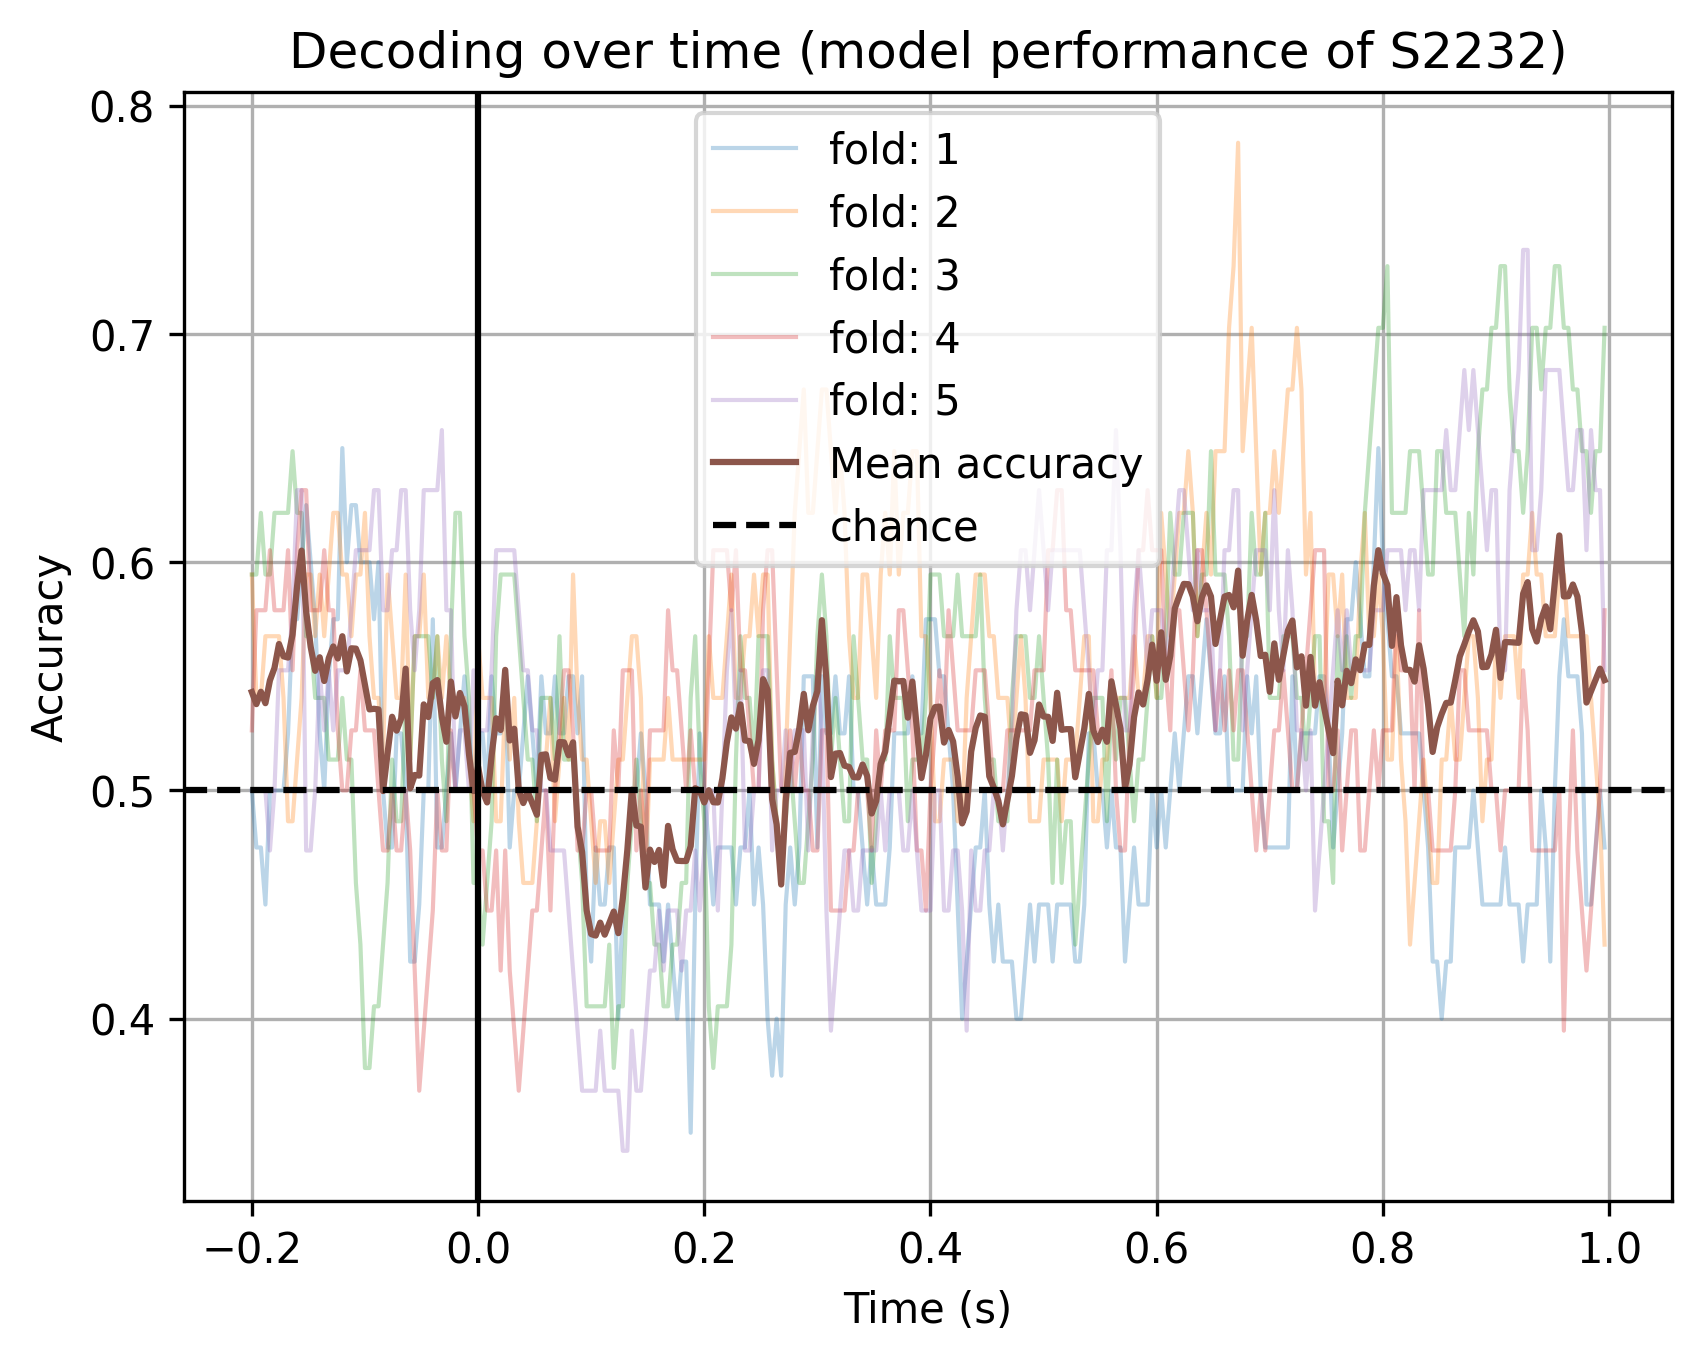 Decoding over time (model performance of S2232)
0.8
0.7
0.6
0.5
0.4
Accuracy
fold: 1
fold: 2
fold: 3
fold: 4
fold: 5
Mean accuracy
chance
−0.2 0.0 0.2 0.4 0.6 0.8 1.0
Time (s)